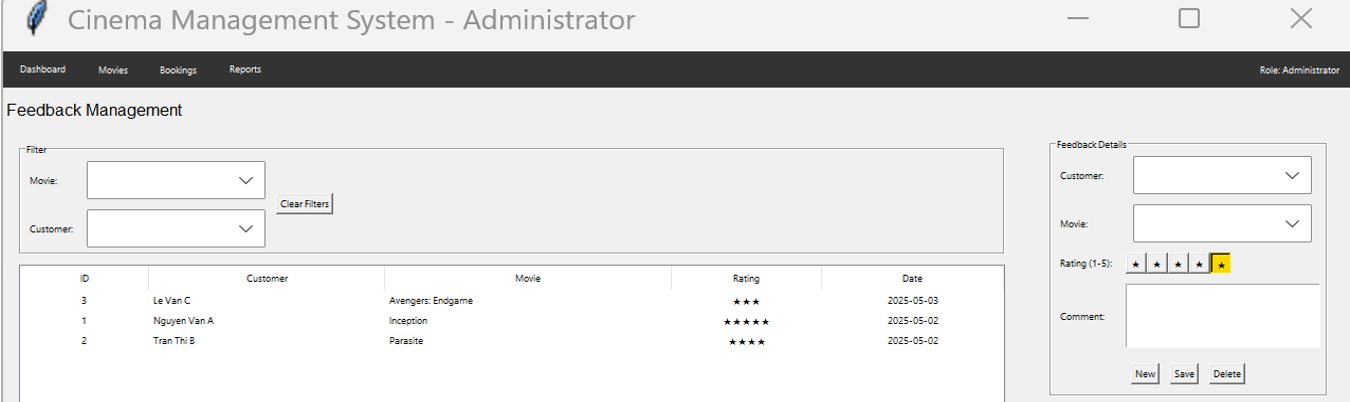 Cinema Management System - Administrator
Dashboard Movies Bookings Reports Role: Administrator
Feedback Management
Filter
Movie:
Customer:
Clear Filters
ID Customer Movie Rating Date
3 Le Van C Avengers: Endgame ★★★ 2025-05-03
1 Nguyen Van A Inception ★★★★★ 2025-05-02
2 Tran Thi B Parasite ★★★★ 2025-05-02
Feedback Details
Customer:
Movie:
Rating (1-5): ★ ★ ★ ★ ★
Comment:
New Save Delete